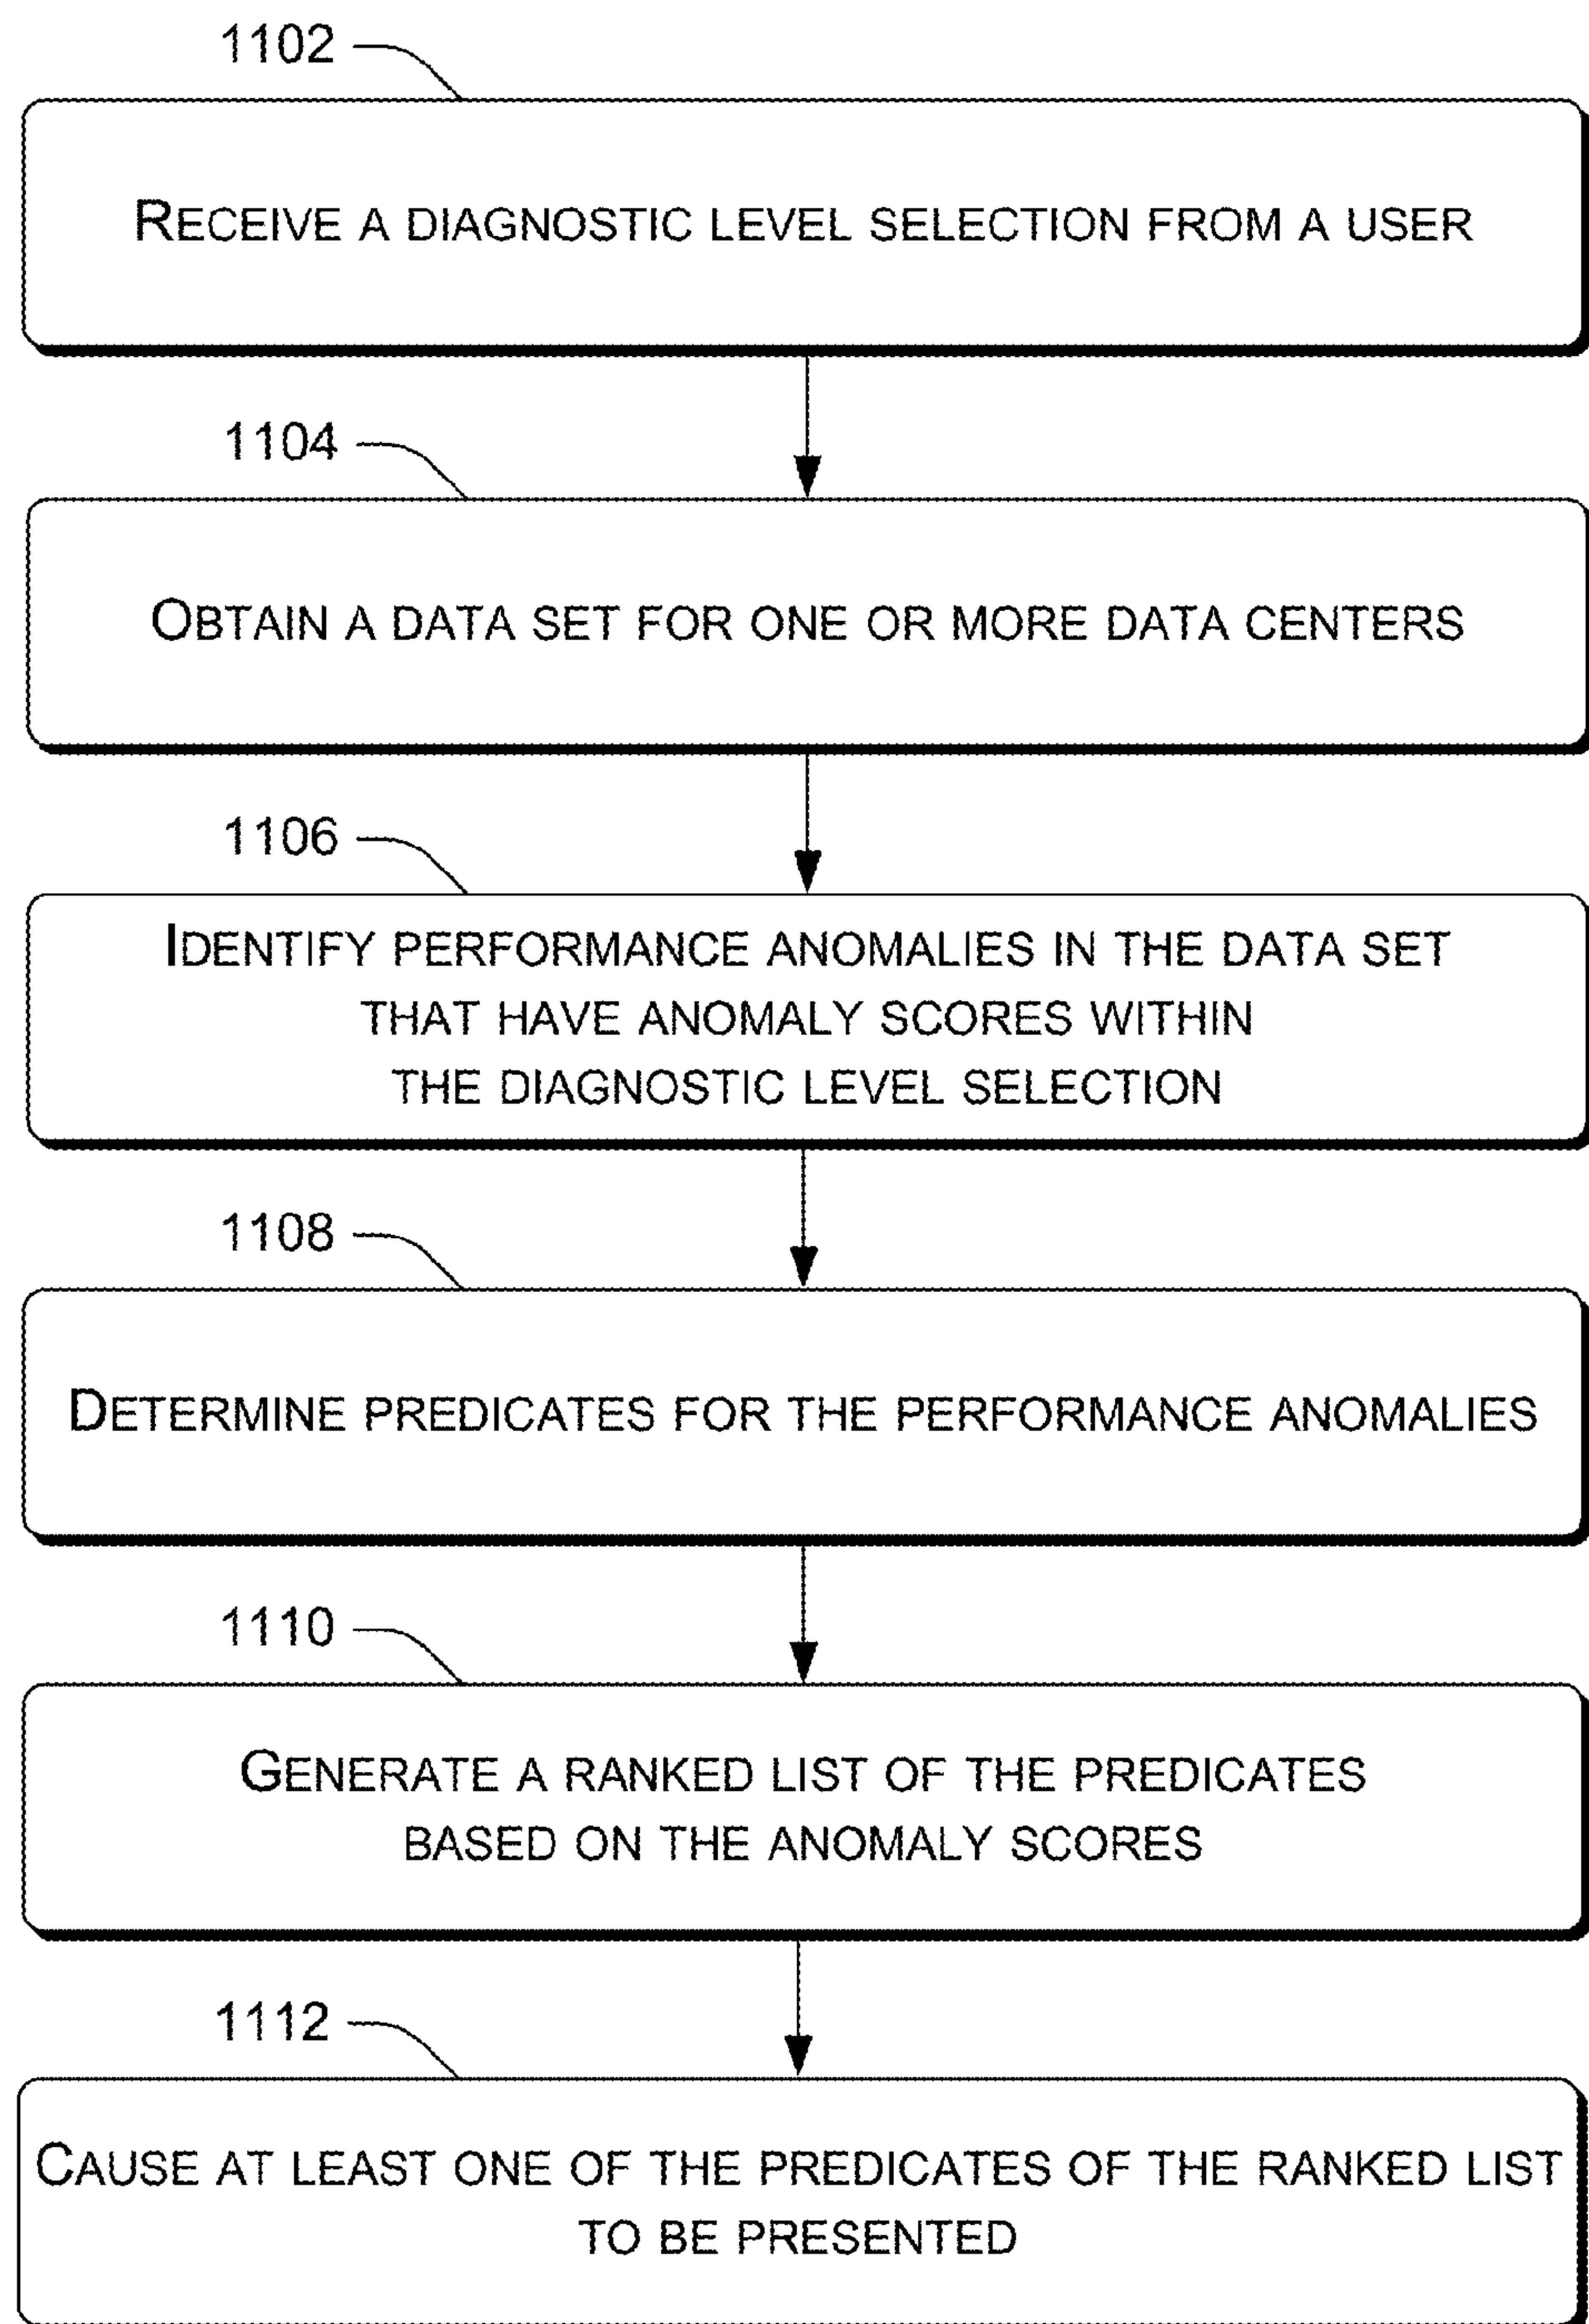 1102
RECEIVE A DIAGNOSTIC LEVEL SELECTION FROM A USER
1104
OBTAIN A DATA SET FOR ONE OR MORE DATA CENTERS
1106
IDENTIFY PERFORMANCE ANOMALIES IN THE DATA SET
THAT HAVE ANOMALY SCORES WITHIN
THE DIAGNOSTIC LEVEL SELECTION
1108
DETERMINE PREDICATES FOR THE PERFORMANCE ANOMALIES
1110
GENERATE A RANKED LIST OF THE PREDICATES
BASED ON THE ANOMALY SCORES
1112
CAUSE AT LEAST ONE OF THE PREDICATES OF THE RANKED LIST
TO BE PRESENTED